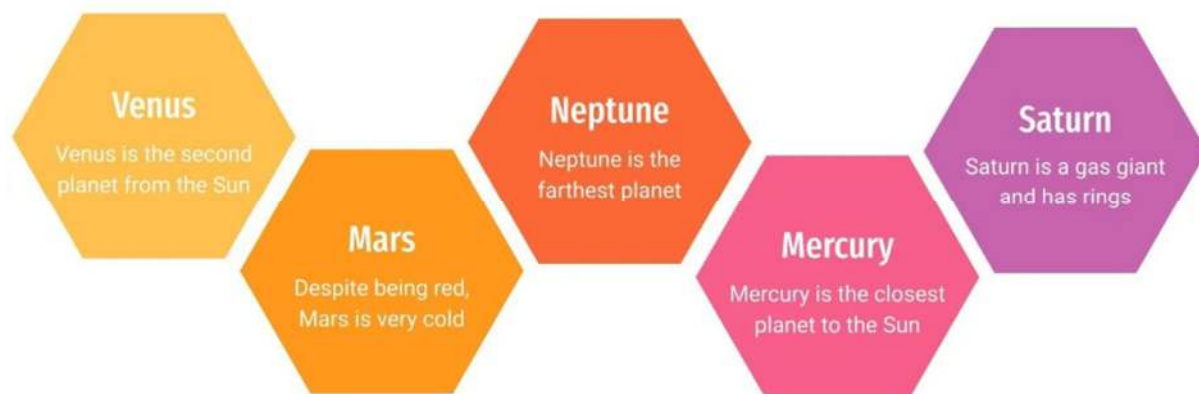 Venus
Venus is the second
planet from the Sun
Mars
Despite being red,
Mars is very cold
Neptune
Neptune is the
farthest planet
Mercury
Mercury is the closest
planet to the Sun
Saturn
Saturn is a gas giant
and has rings